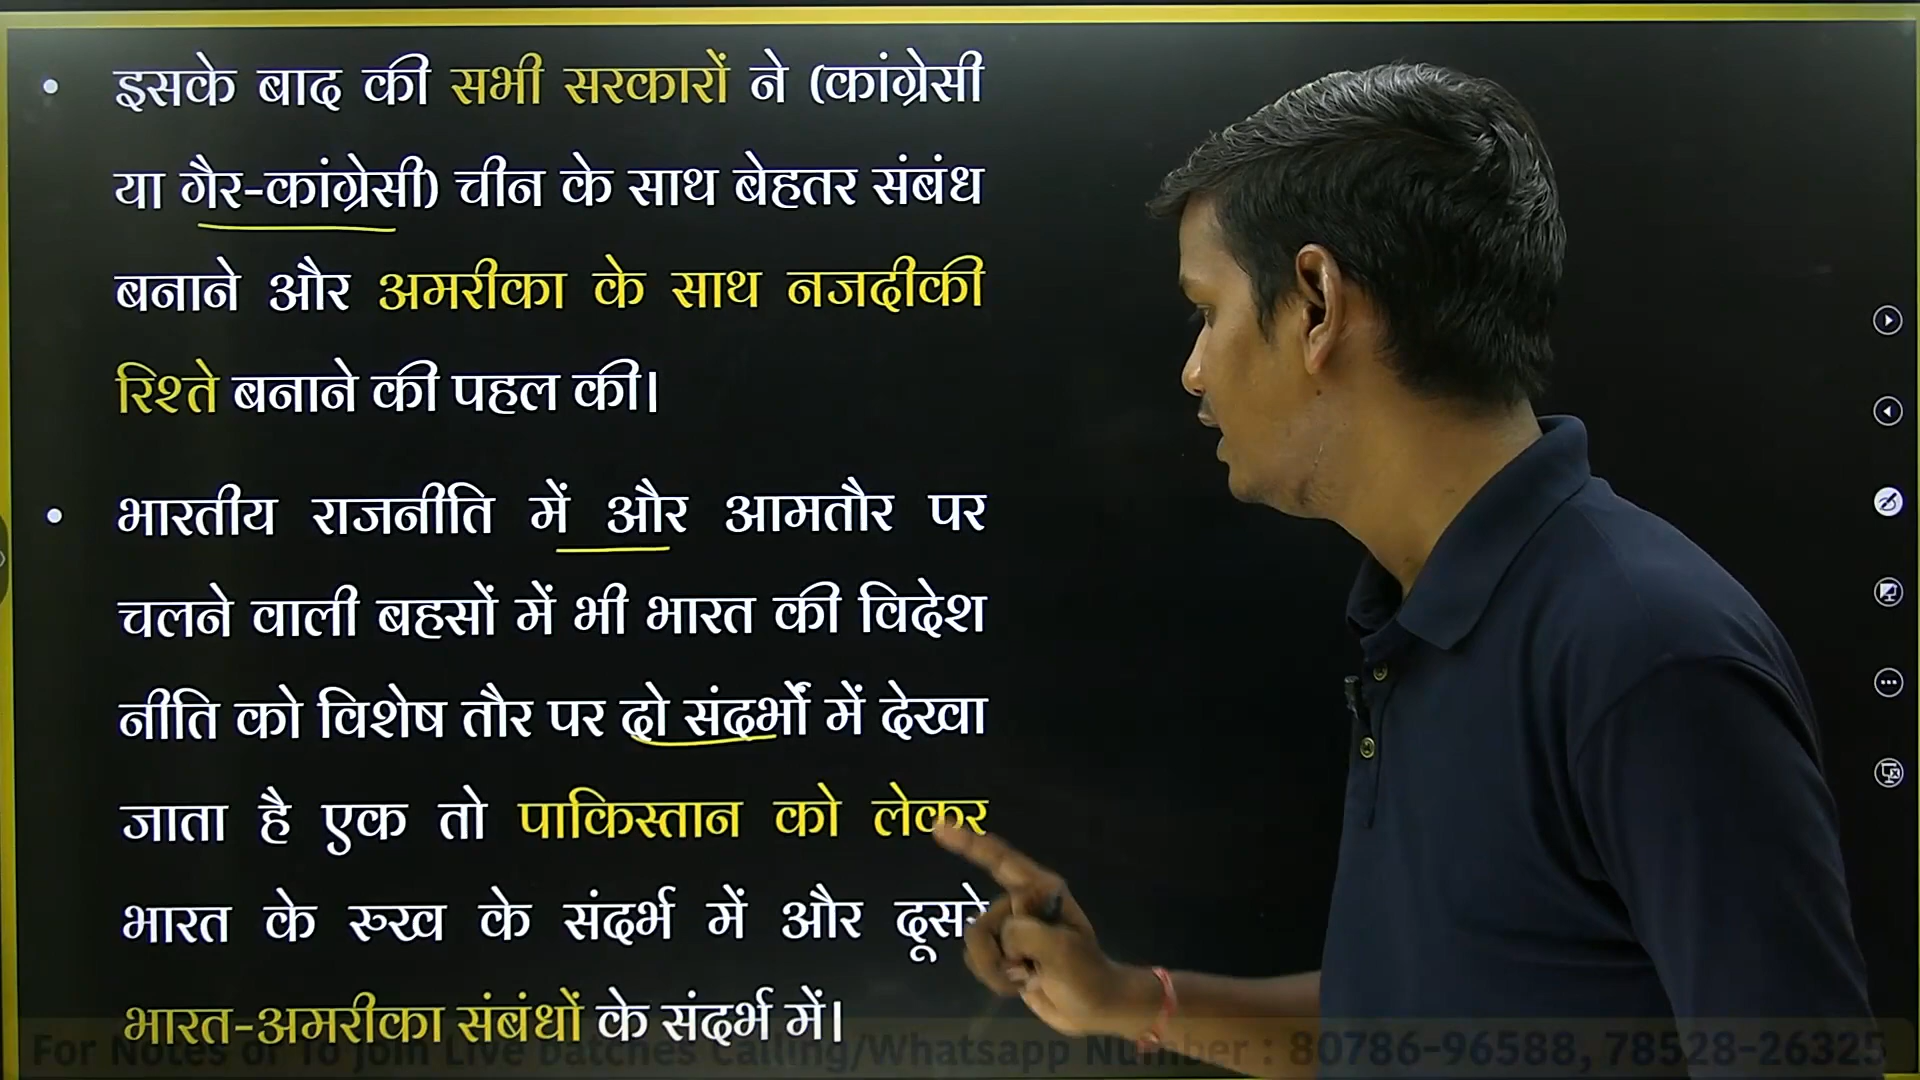 • इसके बाद की सभी सरकारों ने (कांग्रेसी
या गैर-कांग्रेसी) चीन के साथ बेहतर संबंध
बनाने और अमरीका के साथ नजदीकी
रिश्ते बनाने की पहल की।
• भारतीय राजनीति में और आमतौर पर
चलने वाली बहसों में भी भारत की विदेश
नीति को विशेष तौर पर दो संदर्भों में देखा
जाता है एक तो पाकिस्तान को लेकर
भारत के रुख के संदर्भ में और दूसरे
भारत-अमरीका संबंधों के संदर्भ में।
For Notes or To Join Live batches Calling/Whatsapp Number : 80786-96588, 78528-26325